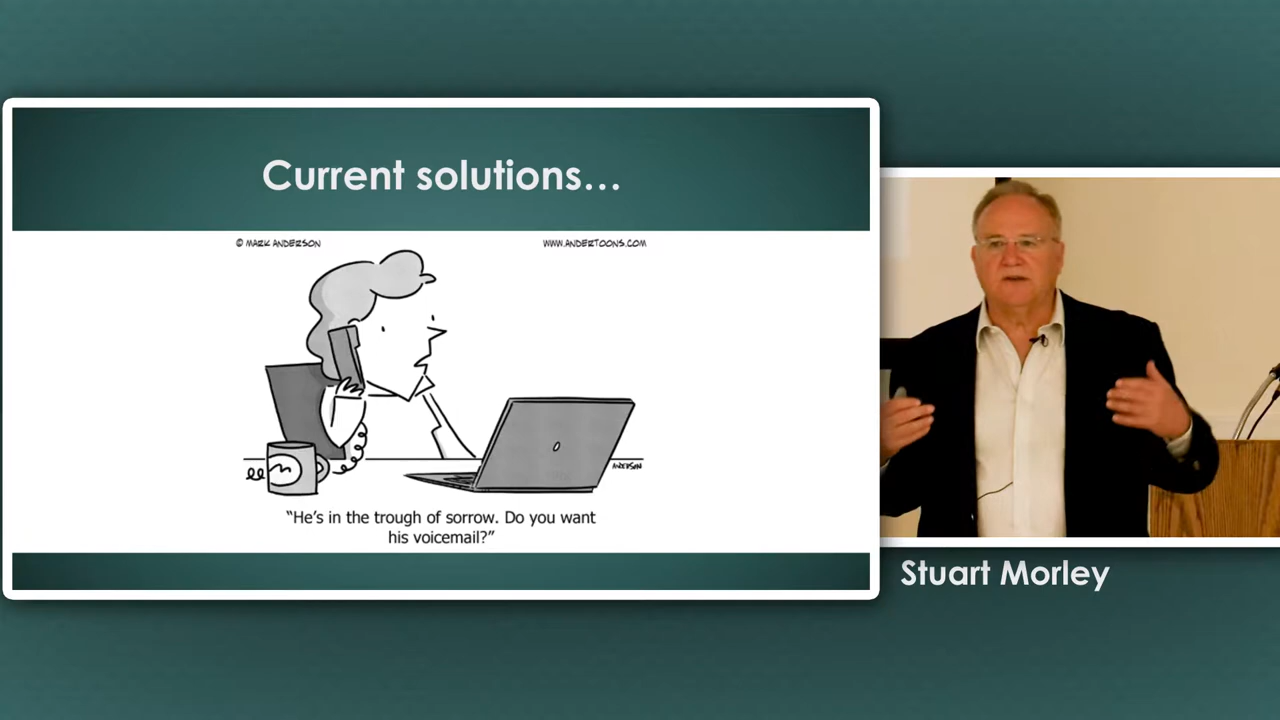 Current solutions…
© MARK ANDERSON
WWW.ANDERTOONS.COM
ANDERSON
“He’s in the trough of sorrow. Do you want
his voicemail?”
Stuart Morley